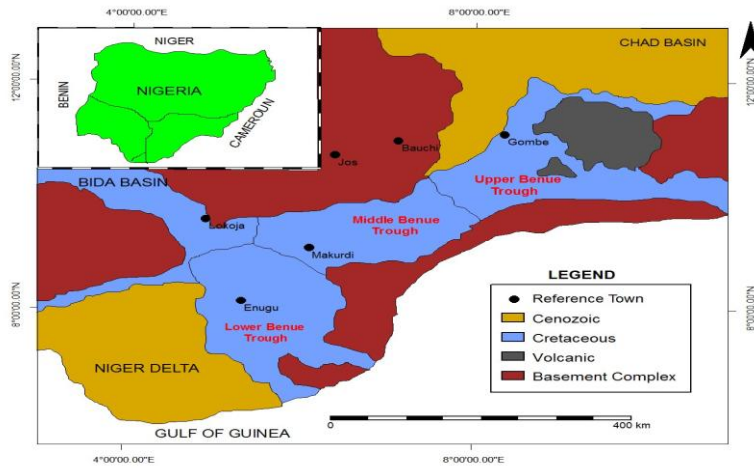 4°00'00.00"E
8°00'00.00"E
NIGER
BENIN
NIGERIA
CAMEROUN
CHAD BASIN
12°00'00.00"N
12°00'00.00"N
Bauchi
Jos
Gombe
BIDA BASIN
Upper Benue
Trough
Lokoja
Middle Benue
Trough
Makurdi
Enugu
Lower Benue
Trough
8°00'00.00"N
8°00'00.00"N
NIGER DELTA
GULF OF GUINEA
LEGEND
Reference Town
Cenozoic
Cretaceous
Volcanic
Basement Complex
0
400 km
4°00'00.00"E
8°00'00.00"E